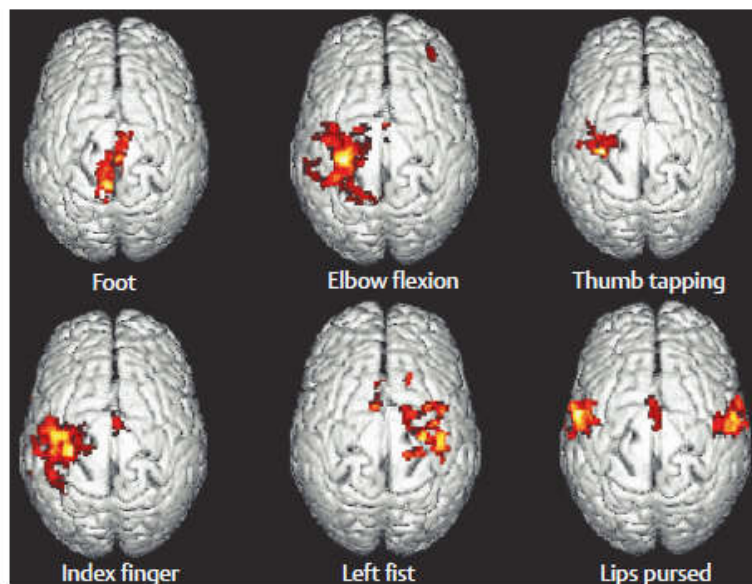 Foot
Elbow flexion
Thumb tapping
Index finger
Left fist
Lips pursed